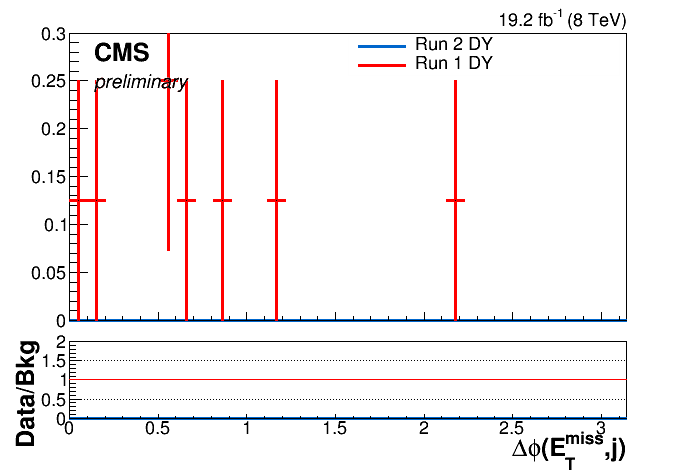 19.2 fb-1 (8 TeV)
CMS
preliminary
Run 2 DY
Run 1 DY
0.3
0.25
0.2
0.15
0.1
0.05
0
2
1.5
1
0.5
0
Data/Bkg
0 0.5 1 1.5 2 2.5 3
Δϕ(E_T^miss,j)